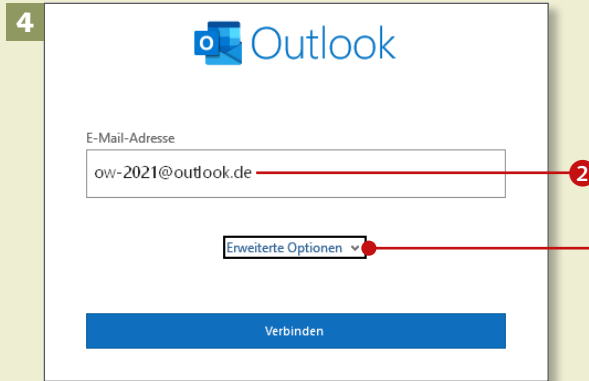 4
Outlook
E-Mail-Adresse
ow-2021@outlook.de
2
Erweiterte Optionen
Verbinden